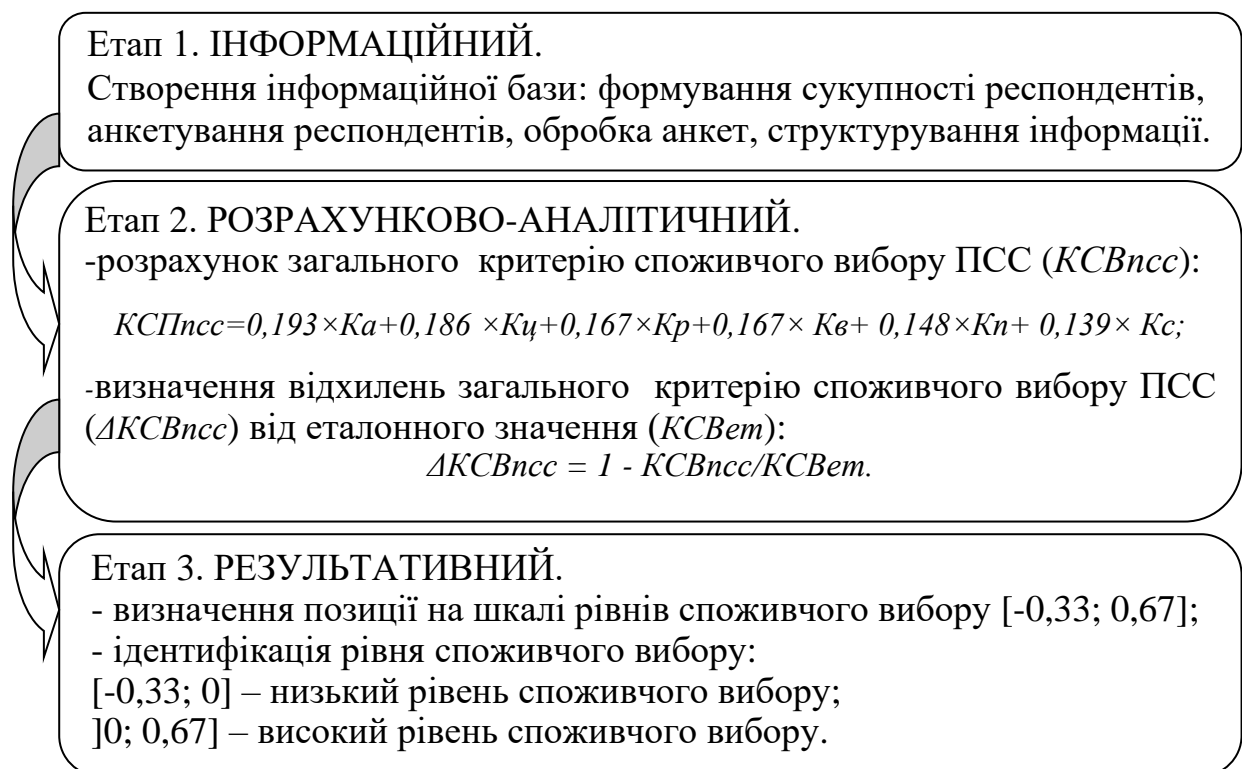 Етап 1. ІНФОРМАЦІЙНИЙ.
Створення інформаційної бази: формування сукупності респондентів,
анкетування респондентів, обробка анкет, структурування інформації.
Етап 2. РОЗРАХУНКОВО-АНАЛІТИЧНИЙ.
-розрахунок загального критерію споживчого вибору ПСС (КСВпсс):
КСПпсс=0,193×Ка+0,186 ×Кц+0,167×Кр+0,167× Кв+ 0,148×Кп+ 0,139× Кс;
-визначення відхилень загального критерію споживчого вибору ПСС
(ΔКСВпсс) від еталонного значення (КСВет):
ΔКСВпсс = 1 - КСВпсс/КСВет.
Етап 3. РЕЗУЛЬТАТИВНИЙ.
- визначення позиції на шкалі рівнів споживчого вибору [-0,33; 0,67];
- ідентифікація рівня споживчого вибору:
[-0,33; 0] – низький рівень споживчого вибору;
]0; 0,67] – високий рівень споживчого вибору.